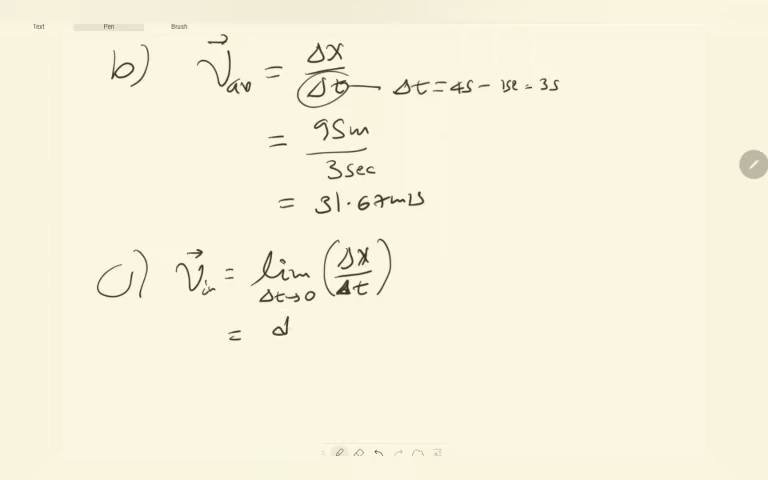 Text Pen Brush
b) V⃗av = Δx/Δt — Δt = 4s - 1se = 3s
= 95m/3sec
= 31.67m/s
c) V⃗in = lim Δt→0 (Δx/Δt)
= d